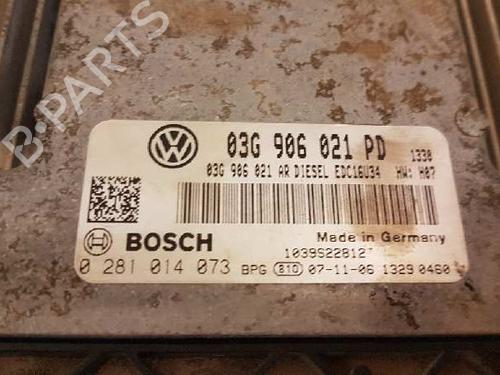 B-PARTS
03G 906 021 PD 1330
03G 906 021 AR DIESEL EDC16U34 HW: H07
BOSCH
Made in Germany
1039S22812
0 281 014 073 BPG 810 07-11-06 1329 0460